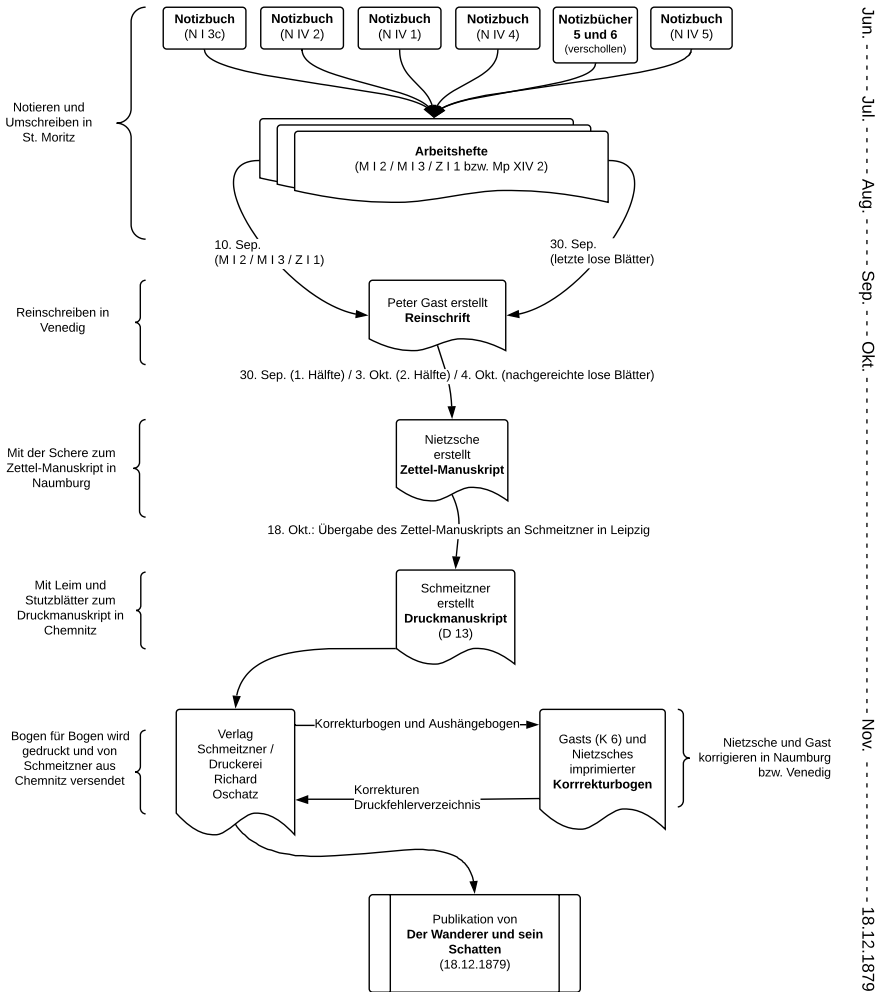 Notizbuch
(N I 3c)
Notizbuch
(N IV 2)
Notizbuch
(N IV 1)
Notizbuch
(N IV 4)
Notizbücher
5 und 6
(verschollen)
Notizbuch
(N IV 5)
Notieren und
Umschreiben in
St. Moritz
Arbeitshefte
(M I 2 / M I 3 / Z I 1 bzw. Mp XIV 2)
10. Sep.
(M I 2 / M I 3 / Z I 1)
30. Sep.
(letzte lose Blätter)
Reinschreiben in
Venedig
Peter Gast erstellt
Reinschrift
30. Sep. (1. Hälfte) / 3. Okt. (2. Hälfte) / 4. Okt. (nachgereichte lose Blätter)
Mit der Schere zum
Zettel-Manuskript in
Naumburg
Nietzsche
erstellt
Zettel-Manuskript
18. Okt.: Übergabe des Zettel-Manuskripts an Schmeitzner in Leipzig
Mit Leim und
Stutzblätter zum
Druckmanuskript in
Chemnitz
Schmeitzner
erstellt
Druckmanuskript
(D 13)
Bogen für Bogen wird
gedruckt und von
Schmeitzner aus
Chemnitz versendet
Verlag
Schmeitzner /
Druckerei
Richard
Oschatz
Korrekturbogen und Aushängebogen
Korrekturen
Druckfehlerverzeichnis
Gasts (K 6) und
Nietzsches
imprimierter
Korrrekturbogen
Nietzsche und Gast
korrigieren in Naumburg
bzw. Venedig
Publikation von
Der Wanderer und sein
Schatten
(18.12.1879)
Jun. - - - - - Jul. - - - - - - Aug. - - - - - Sep. - - - Okt. - - - - - - - - - - - - - - - - - - - - - - - - - - - - - - Nov. - - - - - - - - - - - - - - 18.12.1879